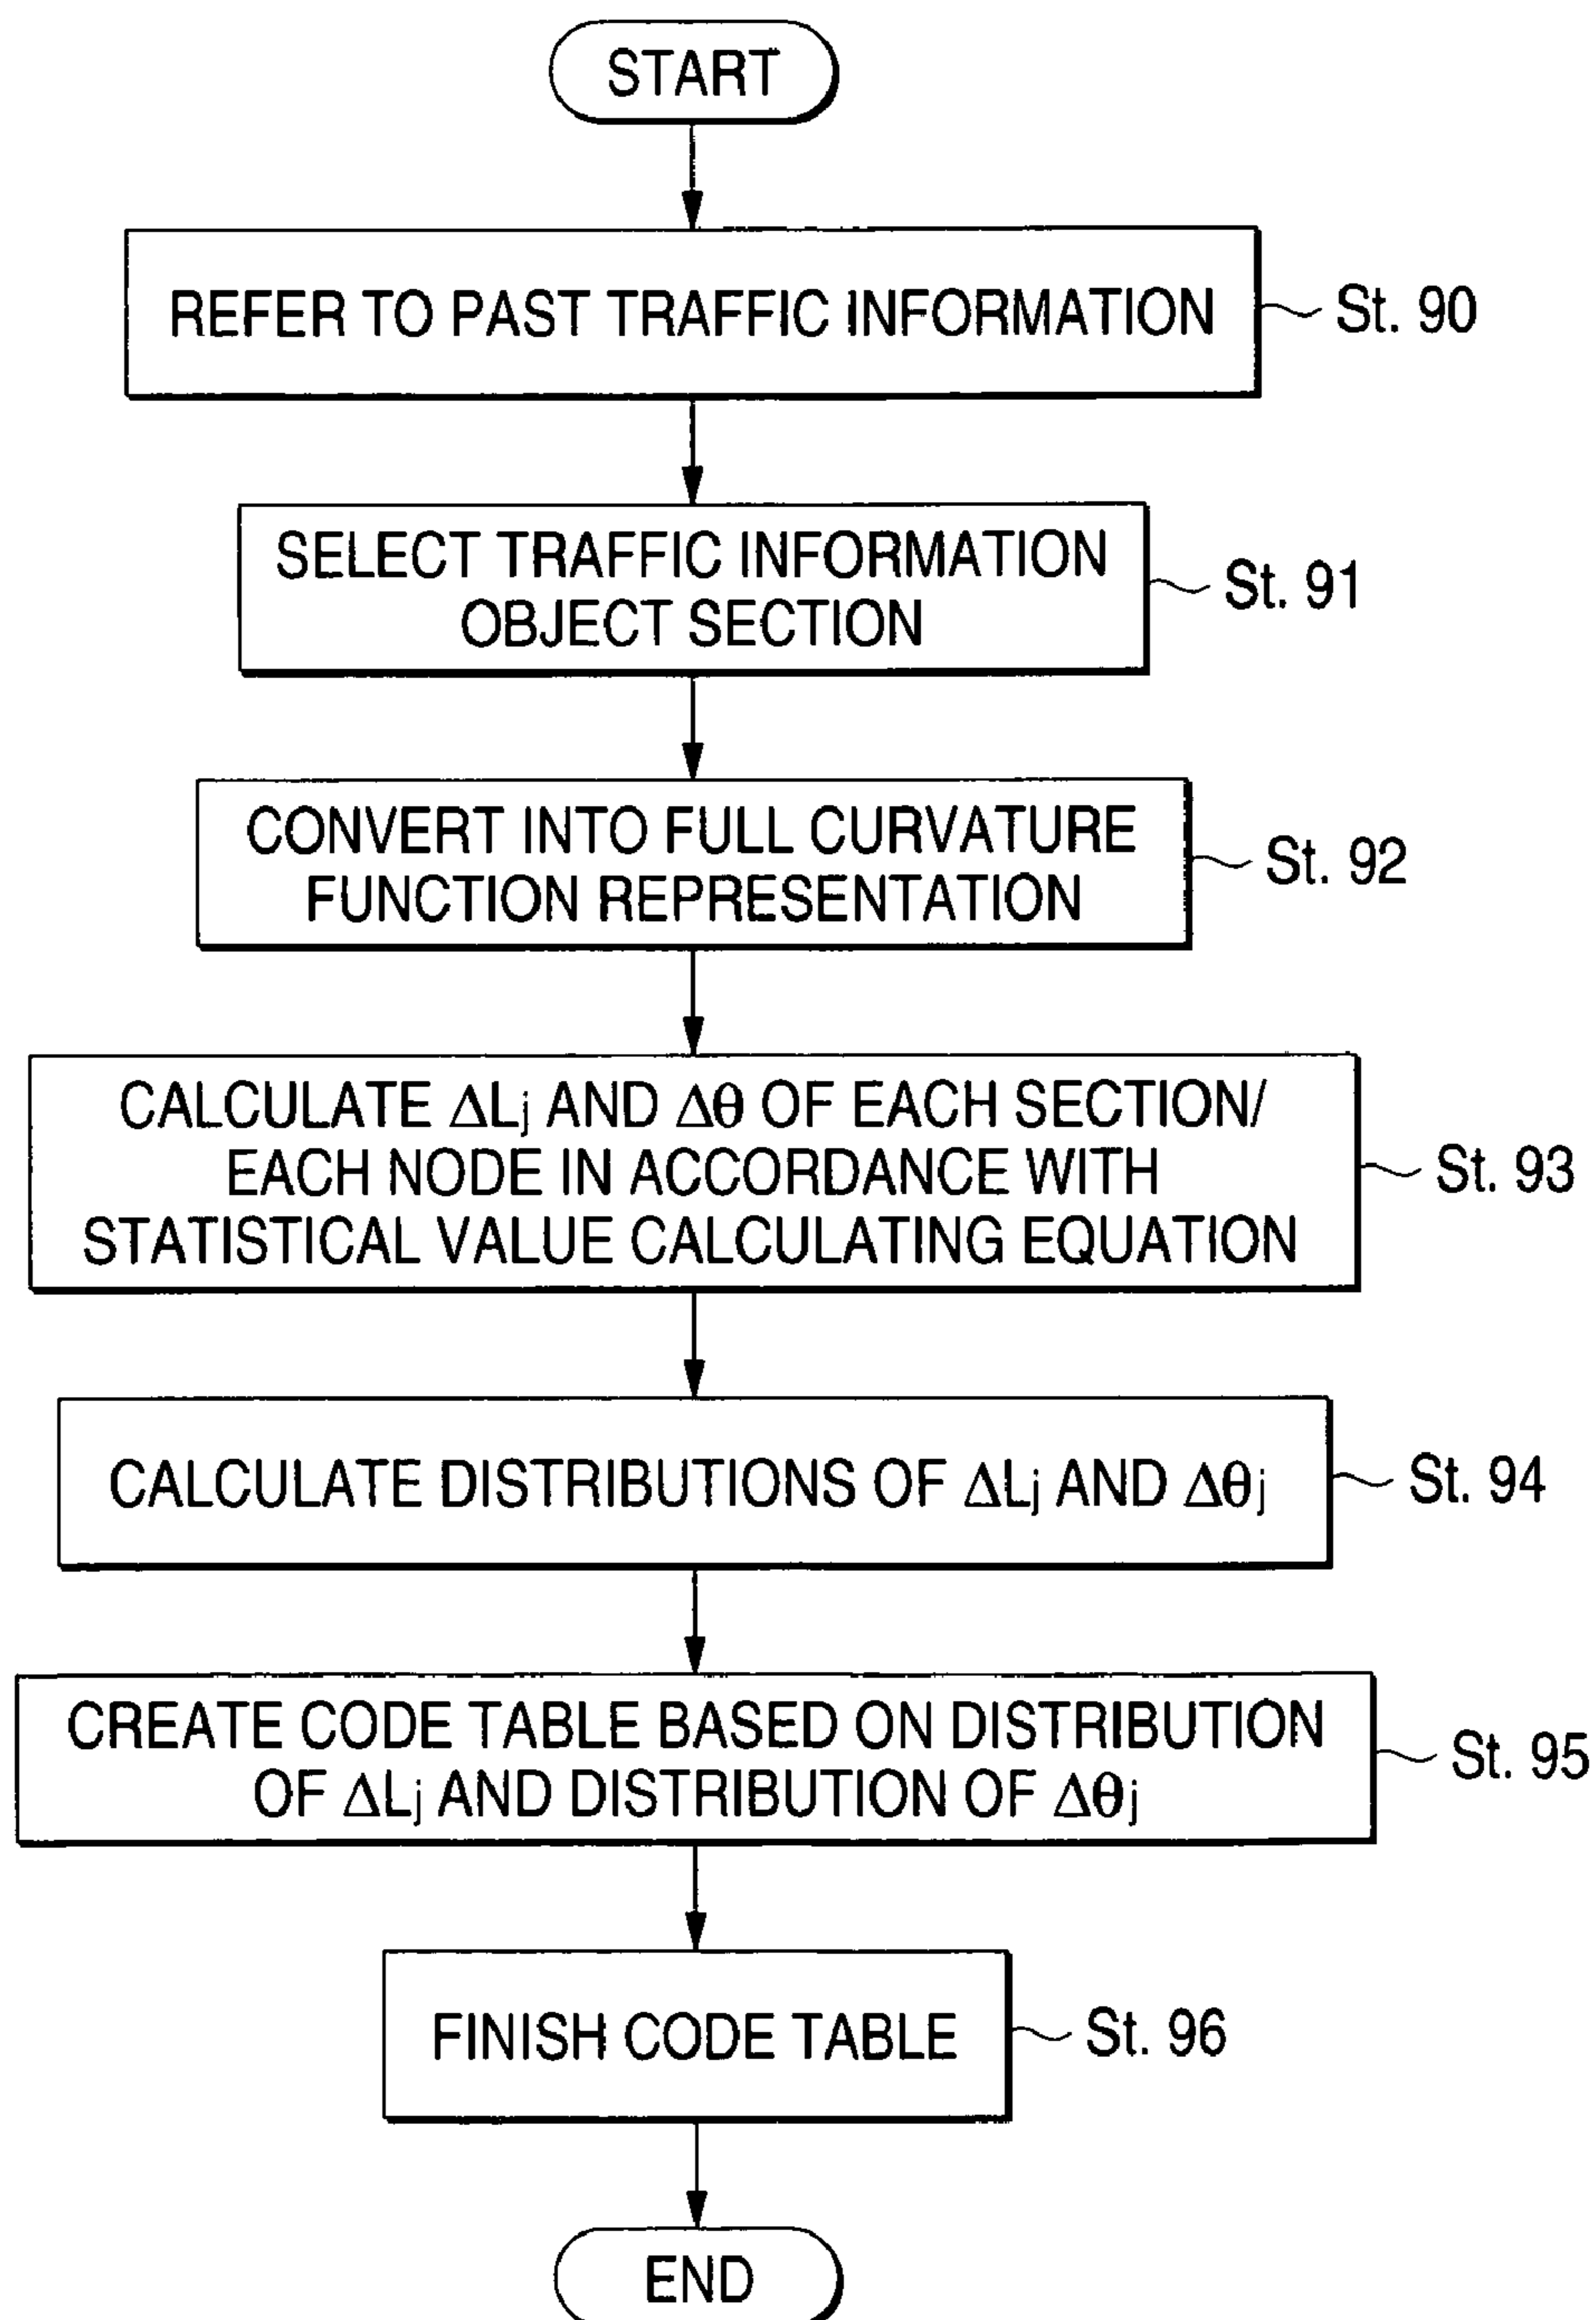 START
REFER TO PAST TRAFFIC INFORMATION
St. 90
SELECT TRAFFIC INFORMATION
OBJECT SECTION
St. 91
CONVERT INTO FULL CURVATURE
FUNCTION REPRESENTATION
St. 92
CALCULATE ΔLj AND Δθ OF EACH SECTION/
EACH NODE IN ACCORDANCE WITH
STATISTICAL VALUE CALCULATING EQUATION
St. 93
CALCULATE DISTRIBUTIONS OF ΔLj AND Δθj
St. 94
CREATE CODE TABLE BASED ON DISTRIBUTION
OF ΔLj AND DISTRIBUTION OF Δθj
St. 95
FINISH CODE TABLE
St. 96
END